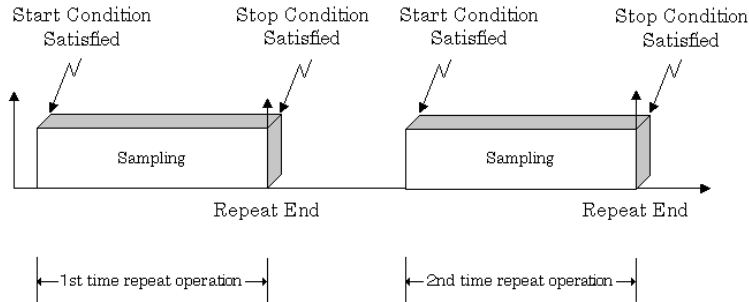 Start Condition
Satisfied
Stop Condition
Satisfied
Start Condition
Satisfied
Stop Condition
Satisfied
Sampling
Sampling
Repeat End
Repeat End
1st time repeat operation
2nd time repeat operation